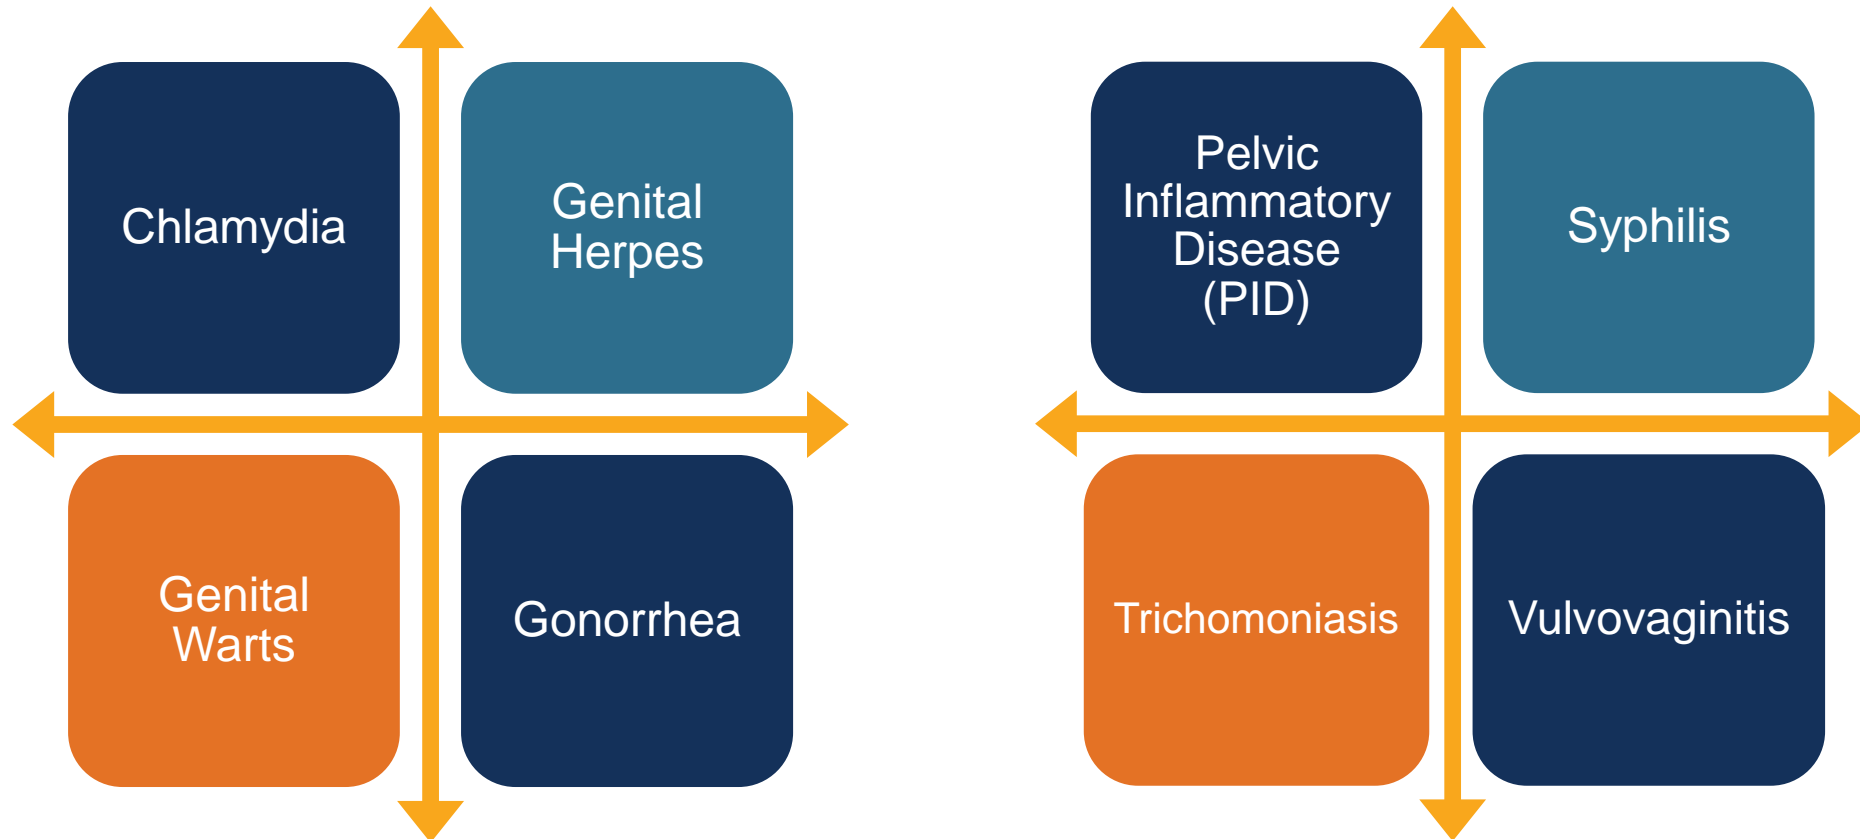 Chlamydia
Genital
Herpes
Genital
Warts
Gonorrhea
Pelvic
Inflammatory
Disease
(PID)
Syphilis
Trichomoniasis
Vulvovaginitis